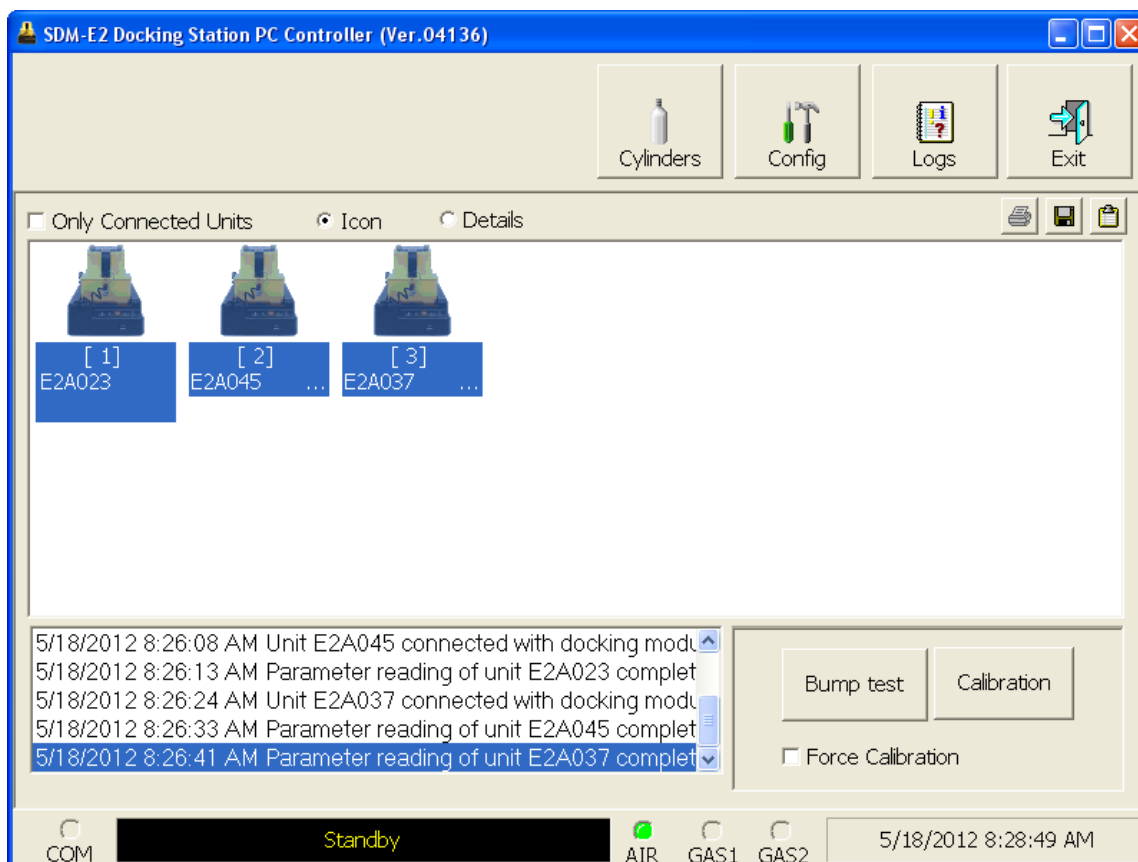 SDM-E2 Docking Station PC Controller (Ver.04136)
Cylinders
Config
Logs
Exit
Only Connected Units
Icon
Details
[ 1]
E2A023
[ 2]
E2A045 ...
[ 3]
E2A037 ...
5/18/2012 8:26:08 AM Unit E2A045 connected with docking modu
5/18/2012 8:26:13 AM Parameter reading of unit E2A023 complet
5/18/2012 8:26:24 AM Unit E2A037 connected with docking modu
5/18/2012 8:26:33 AM Parameter reading of unit E2A045 complet
5/18/2012 8:26:41 AM Parameter reading of unit E2A037 complet
Bump test
Calibration
Force Calibration
COM
Standby
AIR
GAS1
GAS2
5/18/2012 8:28:49 AM